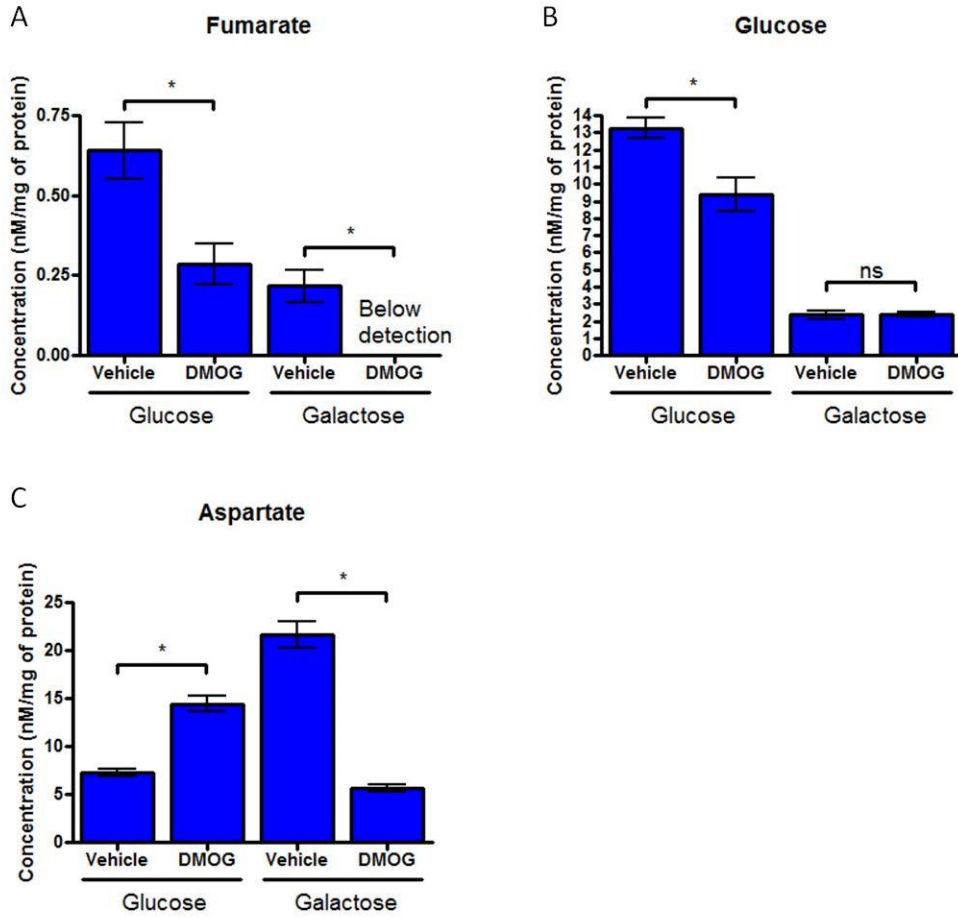 A
Fumarate
Concentration (nM/mg of protein)
0.75
0.50
0.25
0.00
*
*
Below
detection
Vehicle DMOG Vehicle DMOG
Glucose Galactose
B
Glucose
Concentration (nM/mg of protein)
14
13
12
11
10
9
8
7
6
5
4
3
2
1
0
*
ns
Vehicle DMOG Vehicle DMOG
Glucose Galactose
C
Aspartate
Concentration (nM/mg of protein)
25
20
15
10
5
0
*
*
Vehicle DMOG Vehicle DMOG
Glucose Galactose